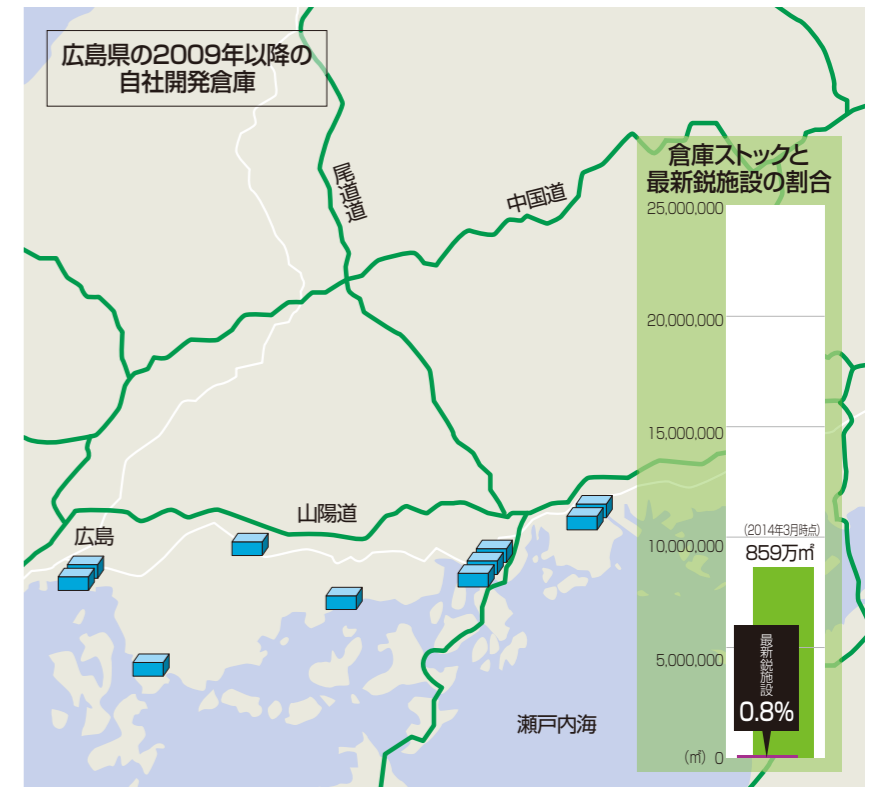 広島県の2009年以降の
自社開発倉庫
尾道道
中国道
山陽道
広島
瀬戸内海
倉庫ストックと
最新鋭施設の割合
25,000,000
20,000,000
15,000,000
10,000,000
5,000,000
(㎡) 0
(2014年3月時点)
859万㎡
最新鋭施設
0.8%